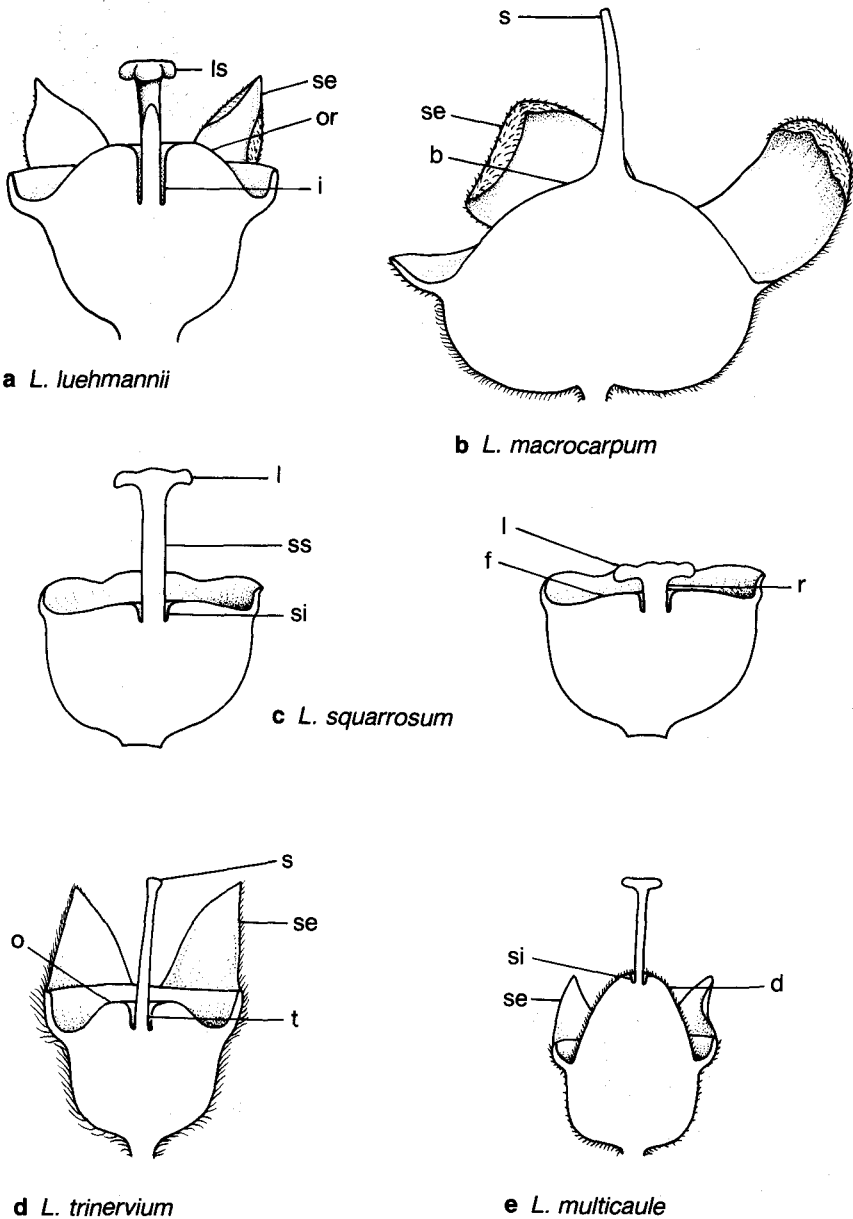 ls
se
or
i
a L. luehmannii
s
se
b
b L. macrocarpum
l
ss
si
l
f
r
c L. squarrosum
s
se
o
t
d L. trinervium
si
se
d
e L. multicaule